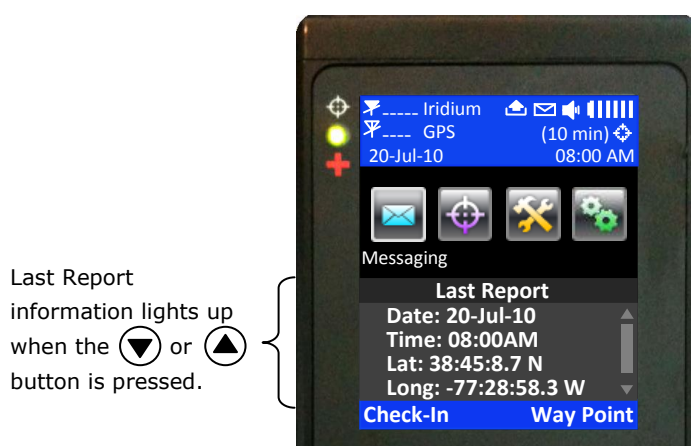 _____ Iridium
____ GPS (10 min)
20-Jul-10 08:00 AM
Messaging
Last Report
Date: 20-Jul-10
Time: 08:00AM
Lat: 38:45:8.7 N
Long: -77:28:58.3 W
Check-In Way Point
Last Report
information lights up
when the or
button is pressed.